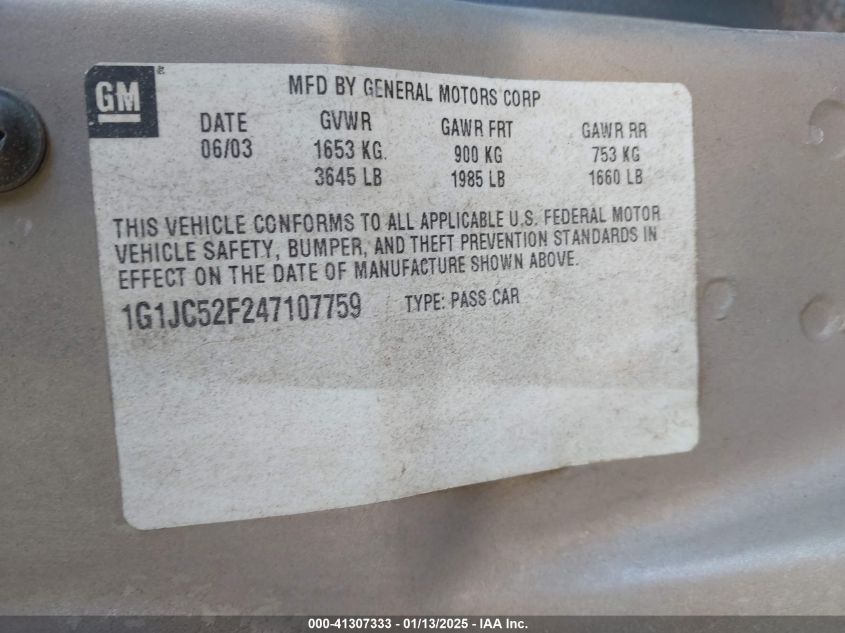 GM
MFD BY GENERAL MOTORS CORP
DATE GVWR GAWR FRT GAWR RR
06/03 1653 KG. 900 KG 753 KG
3645 LB 1985 LB 1660 LB
THIS VEHICLE CONFORMS TO ALL APPLICABLE U.S. FEDERAL MOTOR
VEHICLE SAFETY, BUMPER, AND THEFT PREVENTION STANDARDS IN
EFFECT ON THE DATE OF MANUFACTURE SHOWN ABOVE.
1G1JC52F247107759 TYPE: PASS CAR
000-41307333 - 01/13/2025 - IAA Inc.